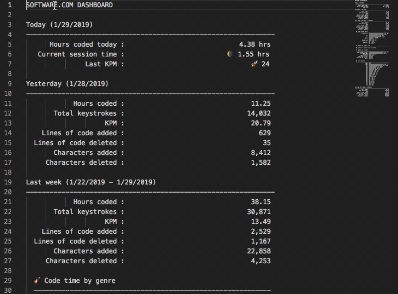 1 SOFTWARE.COM DASHBOARD
2
3 Today (1/29/2019)
4
5 Hours coded today : 4.38 hrs
6 Current session time : 1.55 hrs
7 Last KPM : 🚀 24
8
9 Yesterday (1/28/2019)
10
11 Hours coded : 11.25
12 Total keystrokes : 14,032
13 KPM : 20.79
14 Lines of code added : 629
15 Lines of code deleted : 35
16 Characters added : 8,412
17 Characters deleted : 1,582
18
19 Last week (1/22/2019 – 1/29/2019)
20
21 Hours coded : 38.15
22 Total keystrokes : 30,871
23 KPM : 13.49
24 Lines of code added : 2,529
25 Lines of code deleted : 1,167
26 Characters added : 22,858
27 Characters deleted : 4,253
28
29 🚀 Code time by genre
30